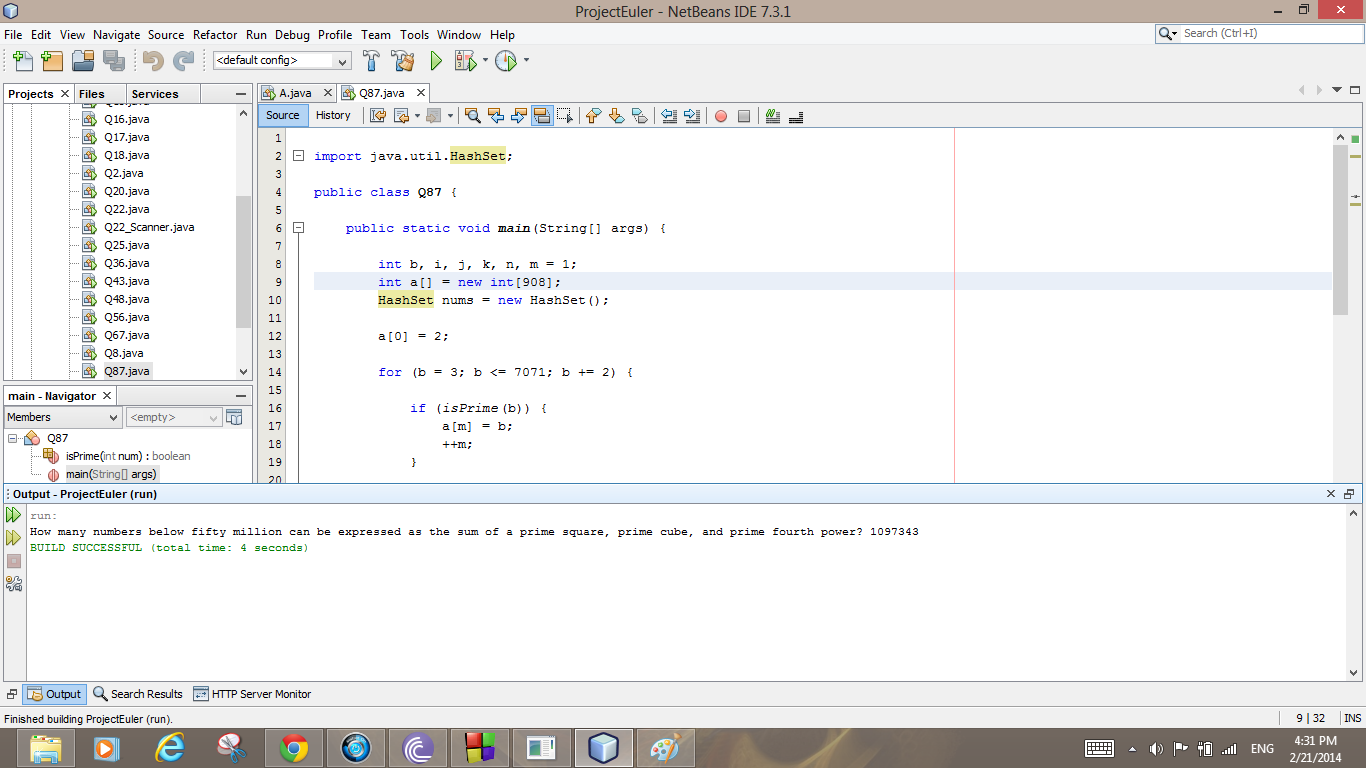 ProjectEuler - NetBeans IDE 7.3.1
File Edit View Navigate Source Refactor Run Debug Profile Team Tools Window Help
Search (Ctrl+I)
<default config>
Projects Files Services
A.java Q87.java
Source History
Q16.java
Q17.java
Q18.java
Q2.java
Q20.java
Q22.java
Q22_Scanner.java
Q25.java
Q36.java
Q43.java
Q48.java
Q56.java
Q67.java
Q8.java
Q87.java
main - Navigator
Members <empty>
Q87
isPrime(int num) : boolean
main(String[] args)
1
2 import java.util.HashSet;
3
4 public class Q87 {
5
6 public static void main(String[] args) {
7
8 int b, i, j, k, n, m = 1;
9 int a[] = new int[908];
10 HashSet nums = new HashSet();
11
12 a[0] = 2;
13
14 for (b = 3; b <= 7071; b += 2) {
15
16 if (isPrime(b)) {
17 a[m] = b;
18 ++m;
19 }
20
Output - ProjectEuler (run)
run:
How many numbers below fifty million can be expressed as the sum of a prime square, prime cube, and prime fourth power? 1097343
BUILD SUCCESSFUL (total time: 4 seconds)
Output Search Results HTTP Server Monitor
Finished building ProjectEuler (run).
9 | 32 INS
ENG
4:31 PM
2/21/2014